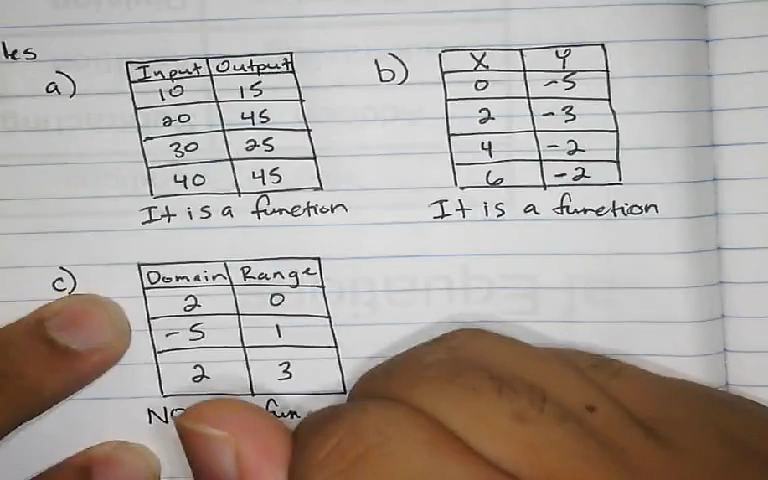 les
a)
Input Output
10 15
20 45
30 25
40 45
It is a function
b)
X Y
0 -5
2 -3
4 -2
6 -2
It is a function
c)
Domain Range
2 0
-5 1
2 3